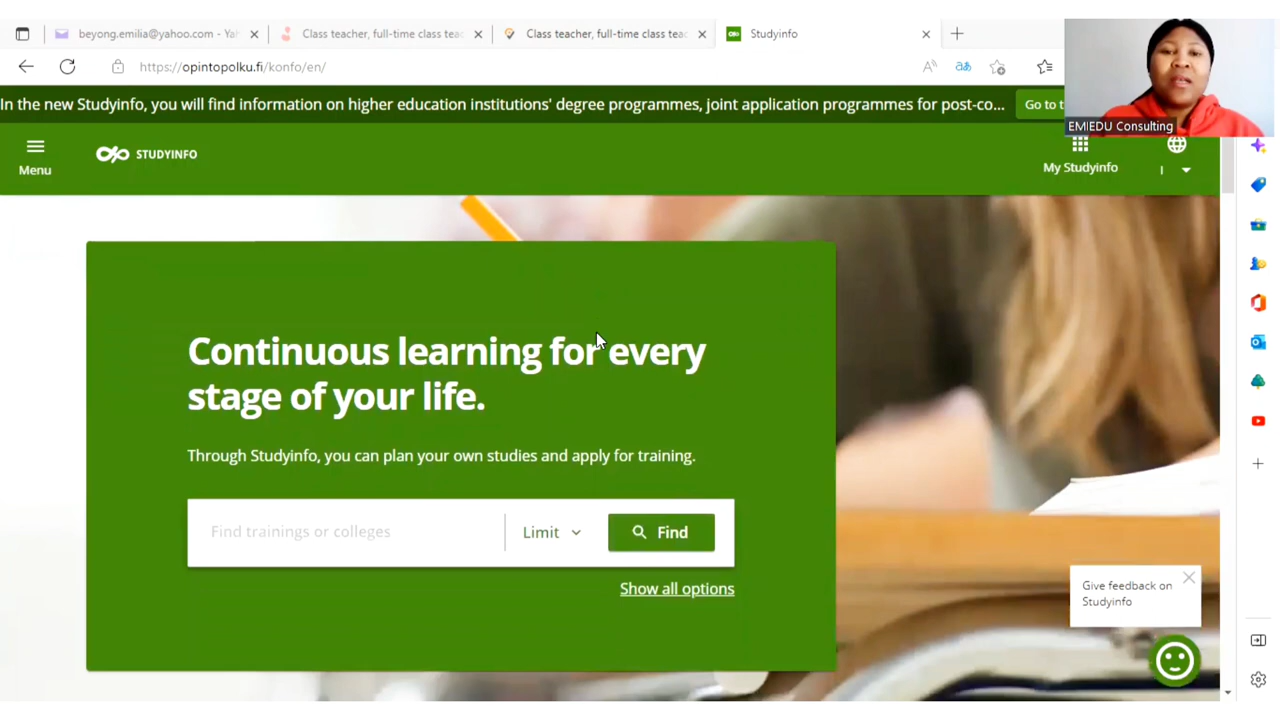 beyong.emilia@yahoo.com - Yah
Class teacher, full-time class teac
Class teacher, full-time class teac
Studyinfo
https://opintopolku.fi/konfo/en/
In the new Studyinfo, you will find information on higher education institutions' degree programmes, joint application programmes for post-co...
Go to t
EMIEDU Consulting
Menu
STUDYINFO
My Studyinfo
Continuous learning for every
stage of your life.
Through Studyinfo, you can plan your own studies and apply for training.
Find trainings or colleges
Limit
Find
Show all options
Give feedback on
Studyinfo